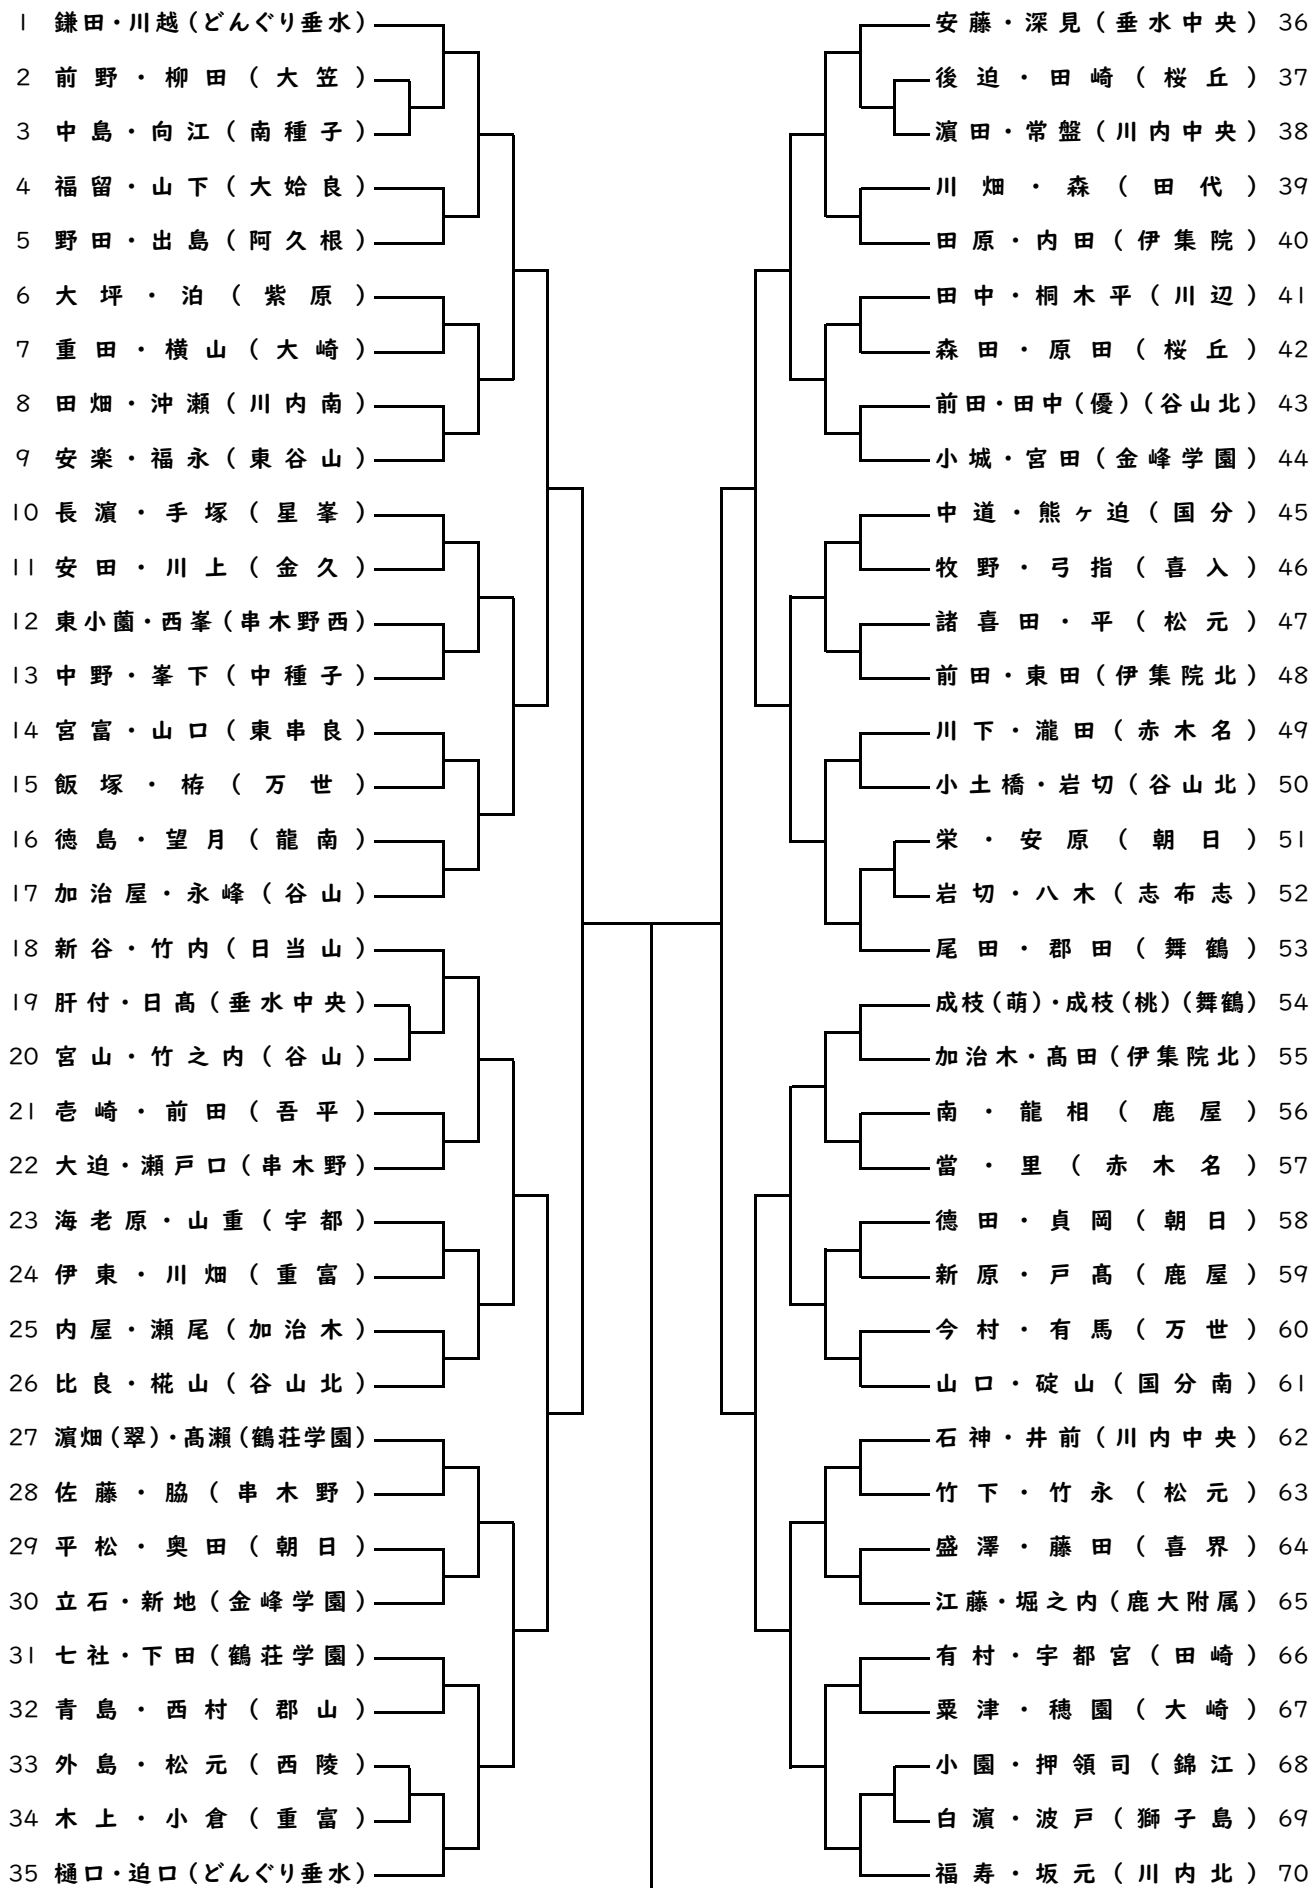 1 鎌田・川越(どんぐり垂水)
2 前野・柳田(大笠)
3 中島・向江(南種子)
4 福留・山下(大姶良)
5 野田・出島(阿久根)
6 大坪・泊(紫原)
7 重田・横山(大崎)
8 田畑・沖瀬(川内南)
9 安楽・福永(東谷山)
10 長濵・手塚(星峯)
11 安田・川上(金久)
12 東小薗・西峯(串木野西)
13 中野・峯下(中種子)
14 宮富・山口(東串良)
15 飯塚・栫(万世)
16 徳島・望月(龍南)
17 加治屋・永峰(谷山)
18 新谷・竹内(日当山)
19 肝付・日髙(垂水中央)
20 宮山・竹之内(谷山)
21 壱崎・前田(吾平)
22 大迫・瀬戸口(串木野)
23 海老原・山重(宇都)
24 伊東・川畑(重富)
25 内屋・瀬尾(加治木)
26 比良・椛山(谷山北)
27 濵畑(翠)・髙瀬(鶴荘学園)
28 佐藤・脇(串木野)
29 平松・奥田(朝日)
30 立石・新地(金峰学園)
31 七社・下田(鶴荘学園)
32 青島・西村(郡山)
33 外島・松元(西陵)
34 木上・小倉(重富)
35 樋口・迫口(どんぐり垂水)
安藤・深見(垂水中央) 36
後迫・田崎(桜丘) 37
濵田・常盤(川内中央) 38
川畑・森(田代) 39
田原・内田(伊集院) 40
田中・桐木平(川辺) 41
森田・原田(桜丘) 42
前田・田中(優)(谷山北) 43
小城・宮田(金峰学園) 44
中道・熊ヶ迫(国分) 45
牧野・弓指(喜入) 46
諸喜田・平(松元) 47
前田・東田(伊集院北) 48
川下・瀧田(赤木名) 49
小土橋・岩切(谷山北) 50
栄・安原(朝日) 51
岩切・八木(志布志) 52
尾田・郡田(舞鶴) 53
成枝(萌)・成枝(桃)(舞鶴) 54
加治木・髙田(伊集院北) 55
南・龍相(鹿屋) 56
當・里(赤木名) 57
德田・貞岡(朝日) 58
新原・戸髙(鹿屋) 59
今村・有馬(万世) 60
山口・碇山(国分南) 61
石神・井前(川内中央) 62
竹下・竹永(松元) 63
盛澤・藤田(喜界) 64
江藤・堀之内(鹿大附属) 65
有村・宇都宮(田崎) 66
粟津・穂園(大崎) 67
小園・押領司(錦江) 68
白濵・波戸(獅子島) 69
福寿・坂元(川内北) 70